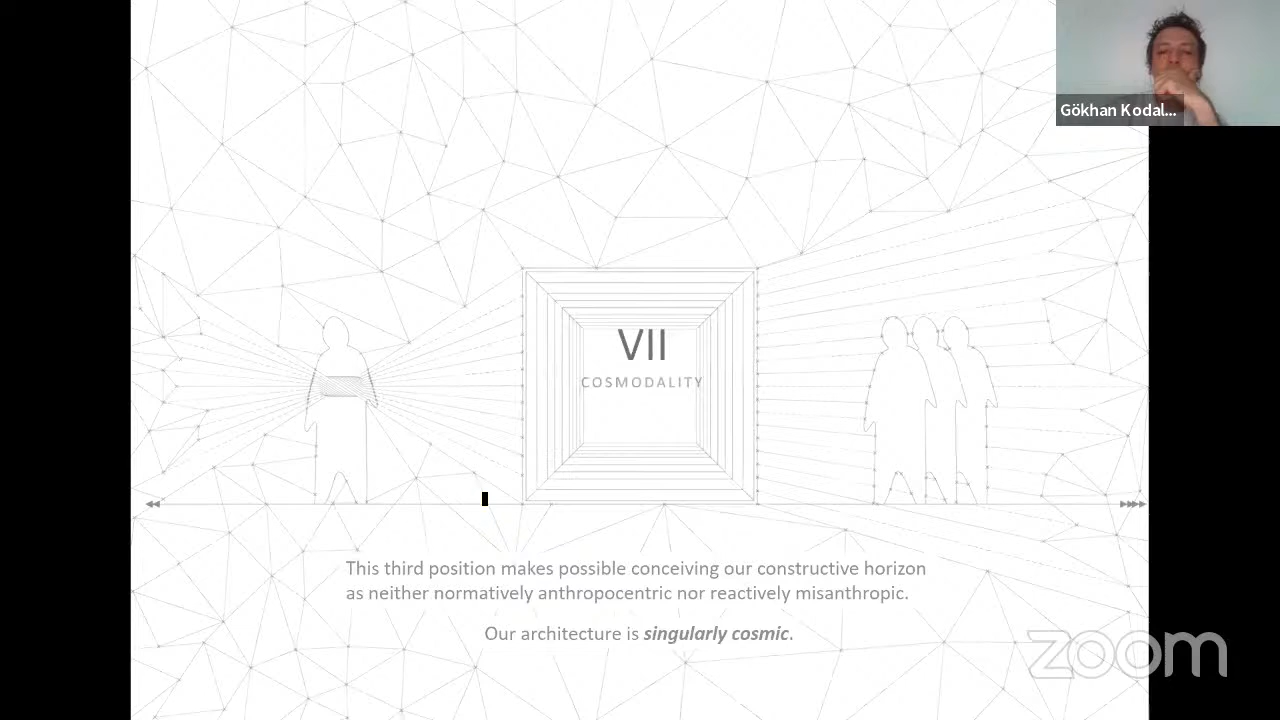 Gökhan Kodal...
VII
COSMODALITY
This third position makes possible conceiving our constructive horizon
as neither normatively anthropocentric nor reactively misanthropic.
Our architecture is singularly cosmic.
zoom